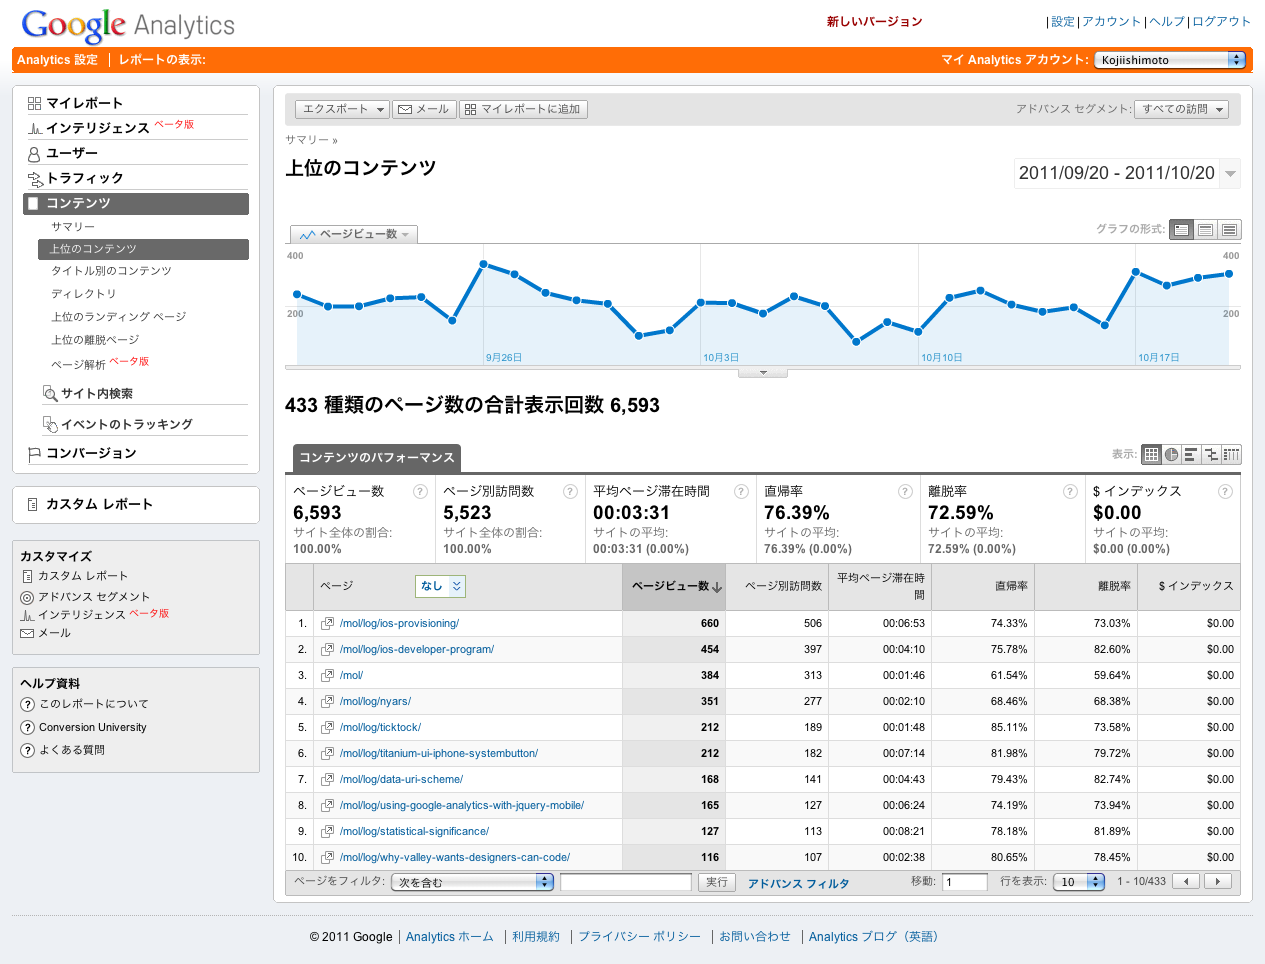 Google Analytics
新しいバージョン
| 設定 | アカウント | ヘルプ | ログアウト
Analytics 設定 | レポートの表示:
マイ Analytics アカウント: Kojiishimoto
マイレポート
インテリジェンス ベータ版
ユーザー
トラフィック
コンテンツ
サマリー
上位のコンテンツ
タイトル別のコンテンツ
ディレクトリ
上位のランディング ページ
上位の離脱ページ
ページ解析 ベータ版
サイト内検索
イベントのトラッキング
コンバージョン
カスタム レポート
カスタマイズ
カスタム レポート
アドバンス セグメント
インテリジェンス ベータ版
メール
ヘルプ資料
このレポートについて
Conversion University
よくある質問
エクスポート メール マイレポートに追加
アドバンス セグメント: すべての訪問
サマリー »
上位のコンテンツ
2011/09/20 - 2011/10/20
ページビュー数
グラフの形式:
400 400
200 200
9月26日 10月3日 10月10日 10月17日
433 種類のページ数の合計表示回数 6,593
コンテンツのパフォーマンス
表示:
ページビュー数 ? ページ別訪問数 ? 平均ページ滞在時間 ? 直帰率 ? 離脱率 ? $ インデックス ?
6,593 5,523 00:03:31 76.39% 72.59% $0.00
サイト全体の割合: サイト全体の割合: サイトの平均: サイトの平均: サイトの平均: サイトの平均:
100.00% 100.00% 00:03:31 (0.00%) 76.39% (0.00%) 72.59% (0.00%) $0.00 (0.00%)
ページ なし ページビュー数 ページ別訪問数 平均ページ滞在時間 直帰率 離脱率 $ インデックス
1. /mol/log/ios-provisioning/ 660 506 00:06:53 74.33% 73.03% $0.00
2. /mol/log/ios-developer-program/ 454 397 00:04:10 75.78% 82.60% $0.00
3. /mol/ 384 313 00:01:46 61.54% 59.64% $0.00
4. /mol/log/nyars/ 351 277 00:02:10 68.46% 68.38% $0.00
5. /mol/log/ticktock/ 212 189 00:01:48 85.11% 73.58% $0.00
6. /mol/log/titanium-ui-iphone-systembutton/ 212 182 00:07:14 81.98% 79.72% $0.00
7. /mol/log/data-uri-scheme/ 168 141 00:04:43 79.43% 82.74% $0.00
8. /mol/log/using-google-analytics-with-jquery-mobile/ 165 127 00:06:24 74.19% 73.94% $0.00
9. /mol/log/statistical-significance/ 127 113 00:08:21 78.18% 81.89% $0.00
10. /mol/log/why-valley-wants-designers-can-code/ 116 107 00:02:38 80.65% 78.45% $0.00
ページをフィルタ: 次を含む 実行 アドバンス フィルタ 移動: 1 行を表示: 10 1 - 10/433
© 2011 Google | Analytics ホーム | 利用規約 | プライバシー ポリシー | お問い合わせ | Analytics ブログ（英語）